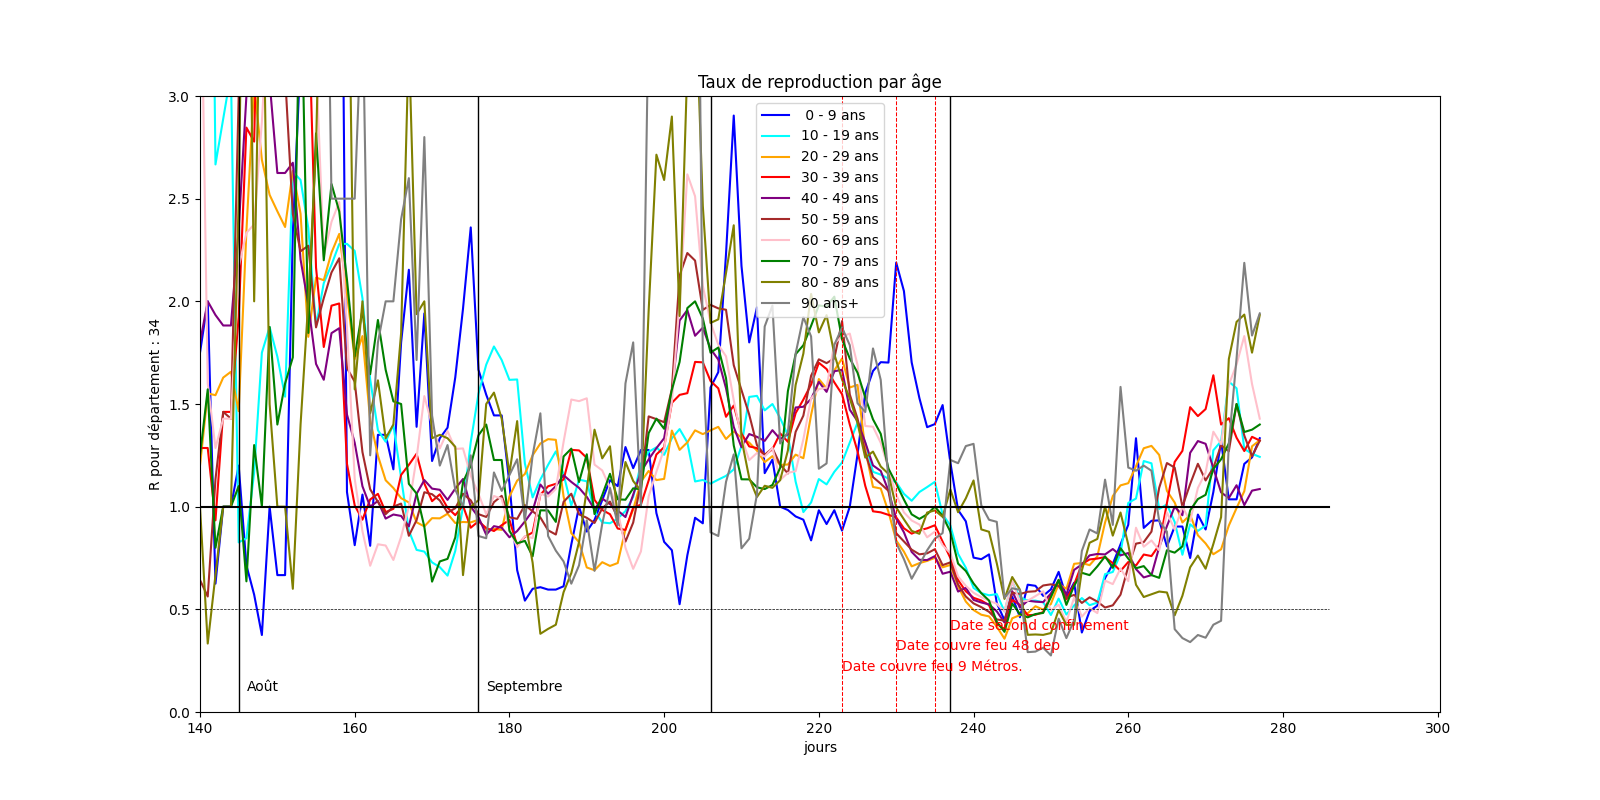 Taux de reproduction par âge
R pour département : 34
3.0
2.5
2.0
1.5
1.0
0.5
0.0
0 - 9 ans
10 - 19 ans
20 - 29 ans
30 - 39 ans
40 - 49 ans
50 - 59 ans
60 - 69 ans
70 - 79 ans
80 - 89 ans
90 ans+
Date second confinement
Date couvre feu 48 dep
Date couvre feu 9 Métros.
Août
Septembre
140 160 180 200 220 240 260 280 300
jours